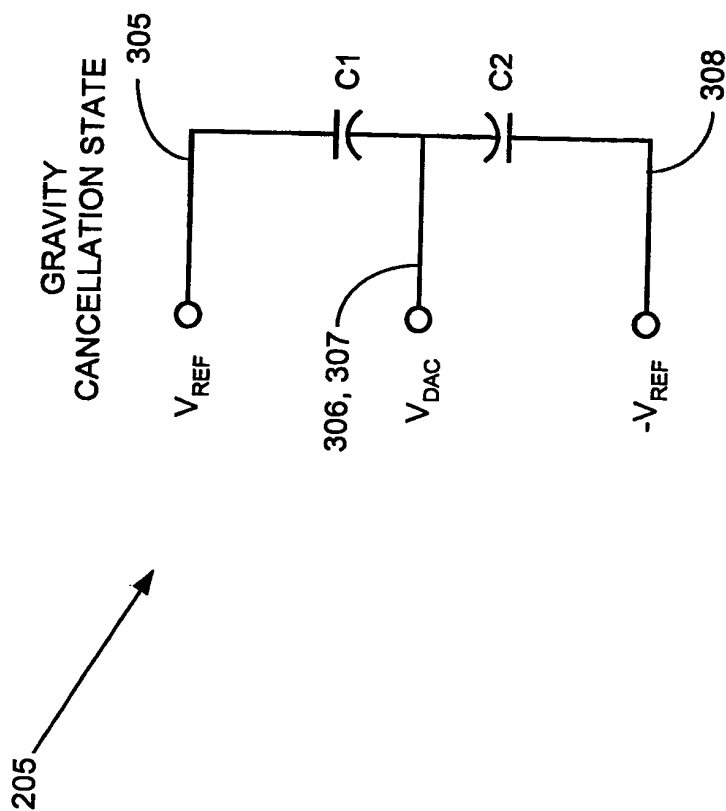 GRAVITY
CANCELLATION STATE
305
V_REF
C1
306, 307
V_DAC
C2
-V_REF
308
205